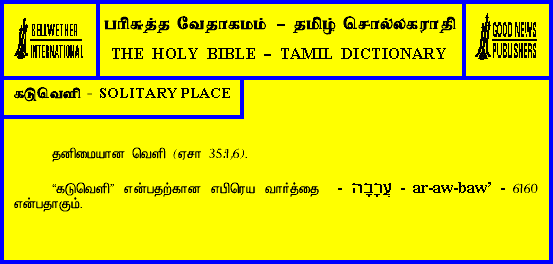 BELLWETHER
INTERNATIONAL
பரிசுத்த வேதாகமம் - தமிழ் சொல்லகராதி
THE HOLY BIBLE - TAMIL DICTIONARY
GOOD NEWS
PUBLISHERS
கடுவெளி - SOLITARY PLACE
தனிமையான வெளி (ஏசா 35:1,6).
“கடுவெளி” என்பதற்கான எபிரெய வார்த்தை - עֲרָבָה - ar-aw-baw’ - 6160
என்பதாகும்.